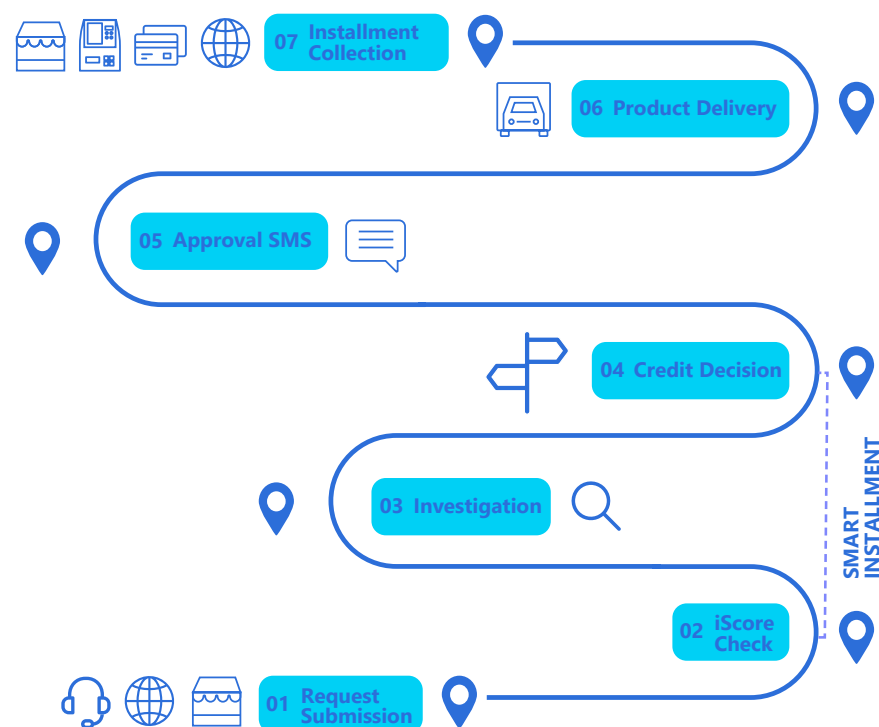 07 Installment
Collection
06 Product Delivery
05 Approval SMS
04 Credit Decision
SMART
INSTALLMENT
03 Investigation
02 iScore
Check
01 Request
Submission